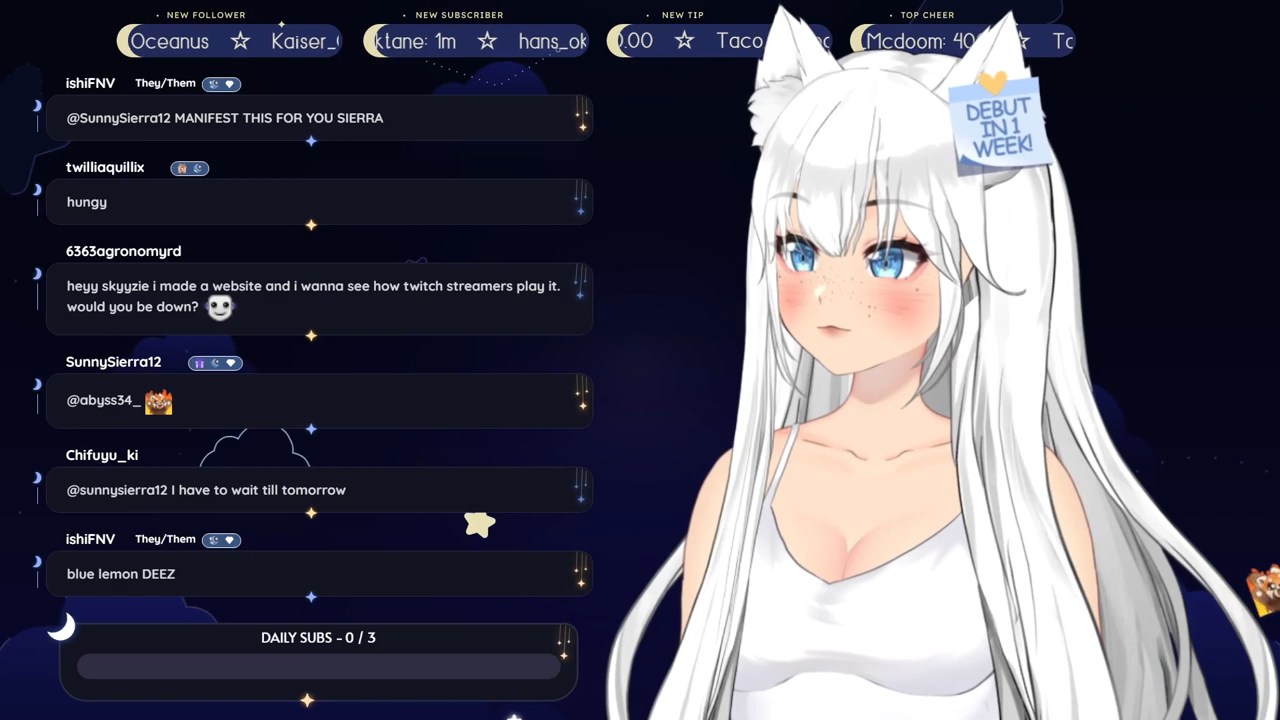 NEW FOLLOWER
NEW SUBSCRIBER
NEW TIP
TOP CHEER
Oceanus ☆ Kaiser_
ktane: 1m ☆ hans_ok
0.00 ☆ Taco
Mcdoom: 40
ishiFNV They/Them
@SunnySierra12 MANIFEST THIS FOR YOU SIERRA
twilliaquillix
hungy
6363agronomyrd
heyy skyyzie i made a website and i wanna see how twitch streamers play it.
would you be down?
SunnySierra12
@abyss34_
Chifuyu_ki
@sunnysierra12 I have to wait till tomorrow
ishiFNV They/Them
blue lemon DEEZ
DAILY SUBS - 0 / 3
DEBUT
IN 1
WEEK!